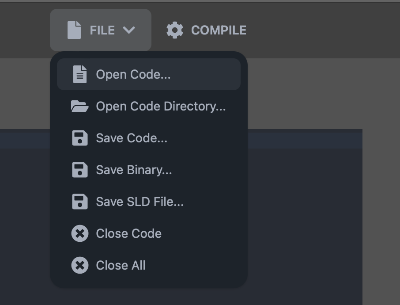 FILE COMPILE
Open Code...
Open Code Directory...
Save Code...
Save Binary...
Save SLD File...
Close Code
Close All